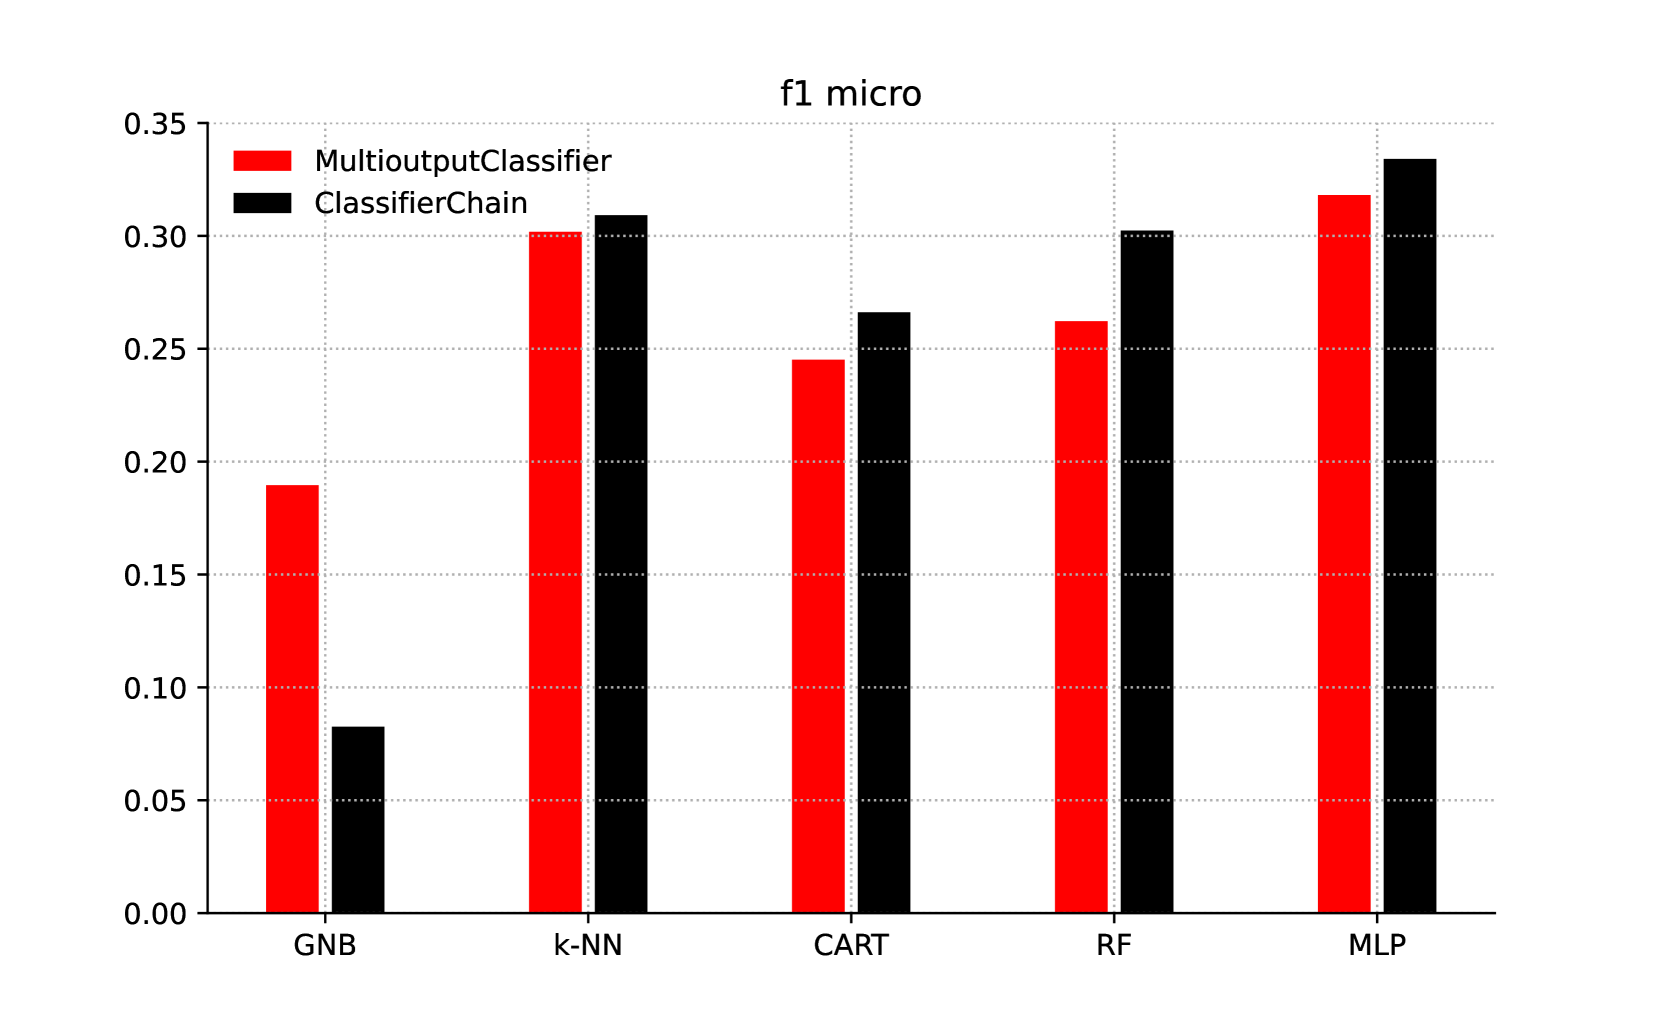 f1 micro
0.35
0.30
0.25
0.20
0.15
0.10
0.05
0.00
MultioutputClassifier
ClassifierChain
GNB k-NN CART RF MLP